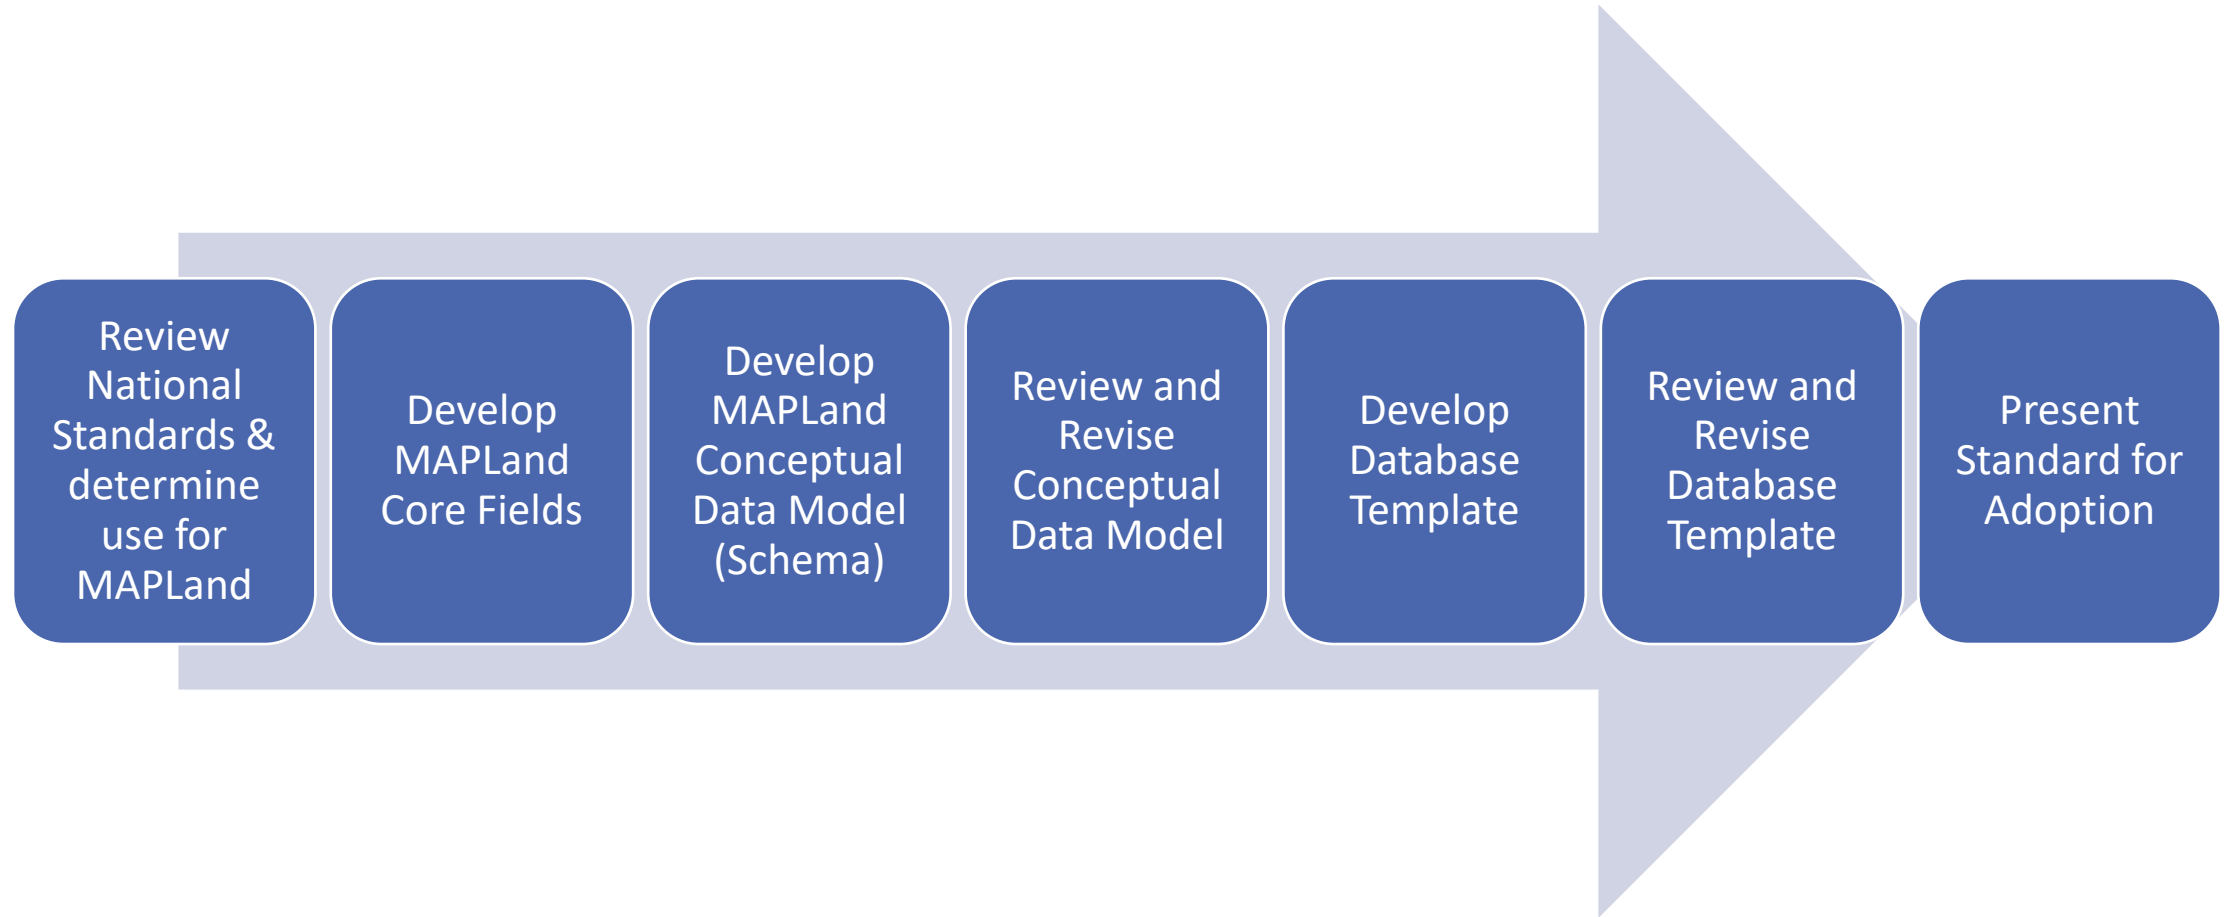 Review
National
Standards &
determine
use for
MAPLand
Develop
MAPLand
Core Fields
Develop
MAPLand
Conceptual
Data Model
(Schema)
Review and
Revise
Conceptual
Data Model
Develop
Database
Template
Review and
Revise
Database
Template
Present
Standard for
Adoption